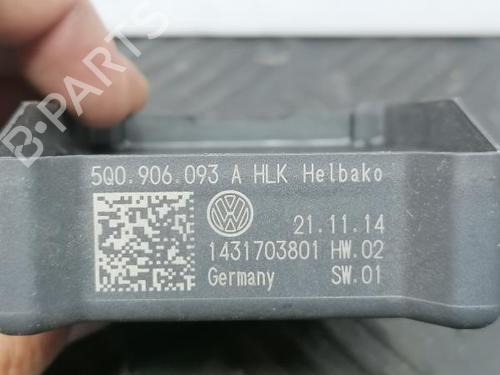 B-PARTS
5Q0.906.093 A HLK Helbako
21.11.14
1431703801 HW.02
Germany SW.01